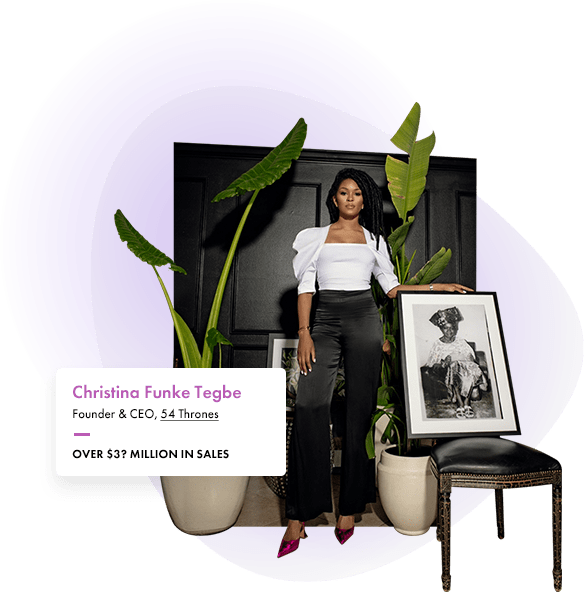 Christina Funke Tegbe
Founder & CEO, 54 Thrones
OVER $3? MILLION IN SALES